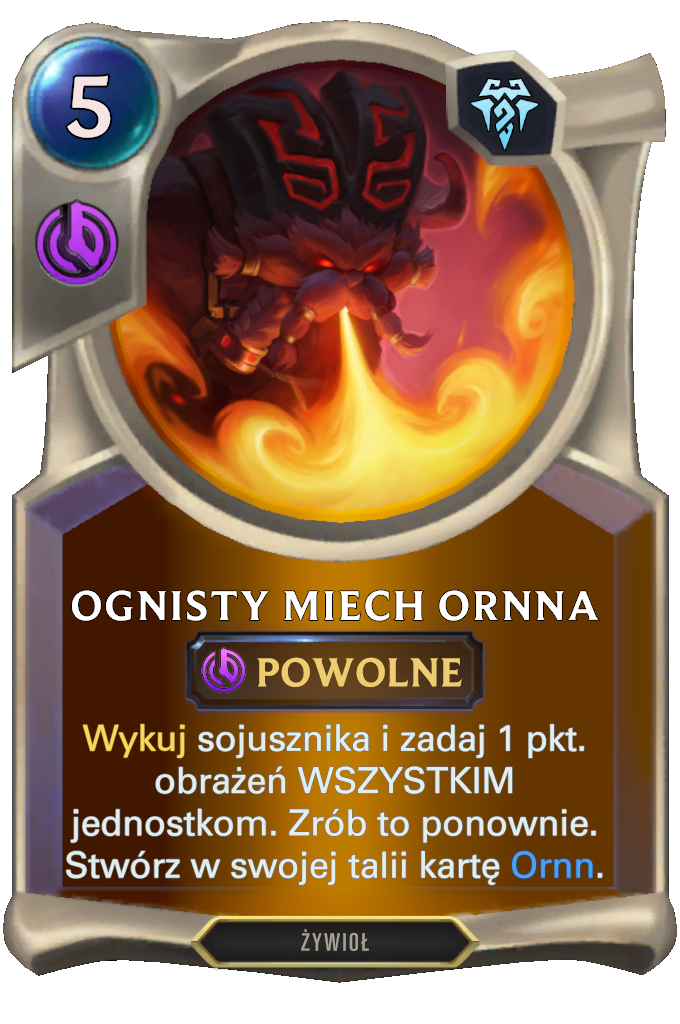 5
OGNISTY MIECH ORNNA
POWOLNE
Wykuj sojusznika i zadaj 1 pkt.
obrażeń WSZYSTKIM
jednostkom. Zrób to ponownie.
Stwórz w swojej talii kartę Ornn.
ŻYWIOŁ